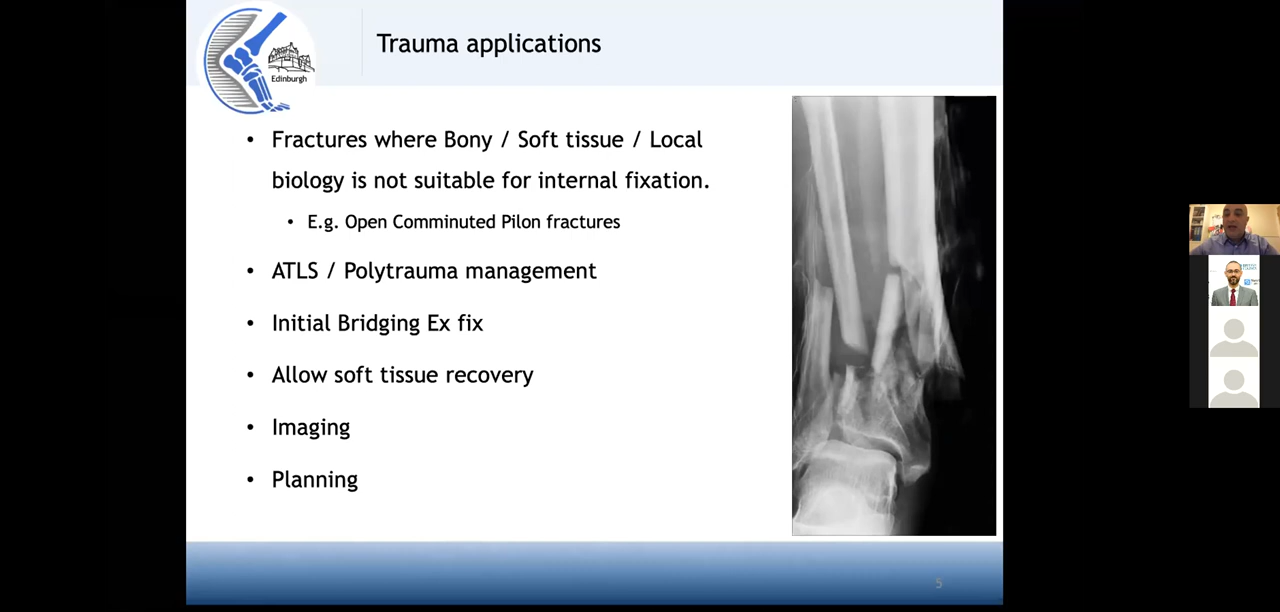 Edinburgh
Trauma applications
• Fractures where Bony / Soft tissue / Local
biology is not suitable for internal fixation.
• E.g. Open Comminuted Pilon fractures
• ATLS / Polytrauma management
• Initial Bridging Ex fix
• Allow soft tissue recovery
• Imaging
• Planning
5